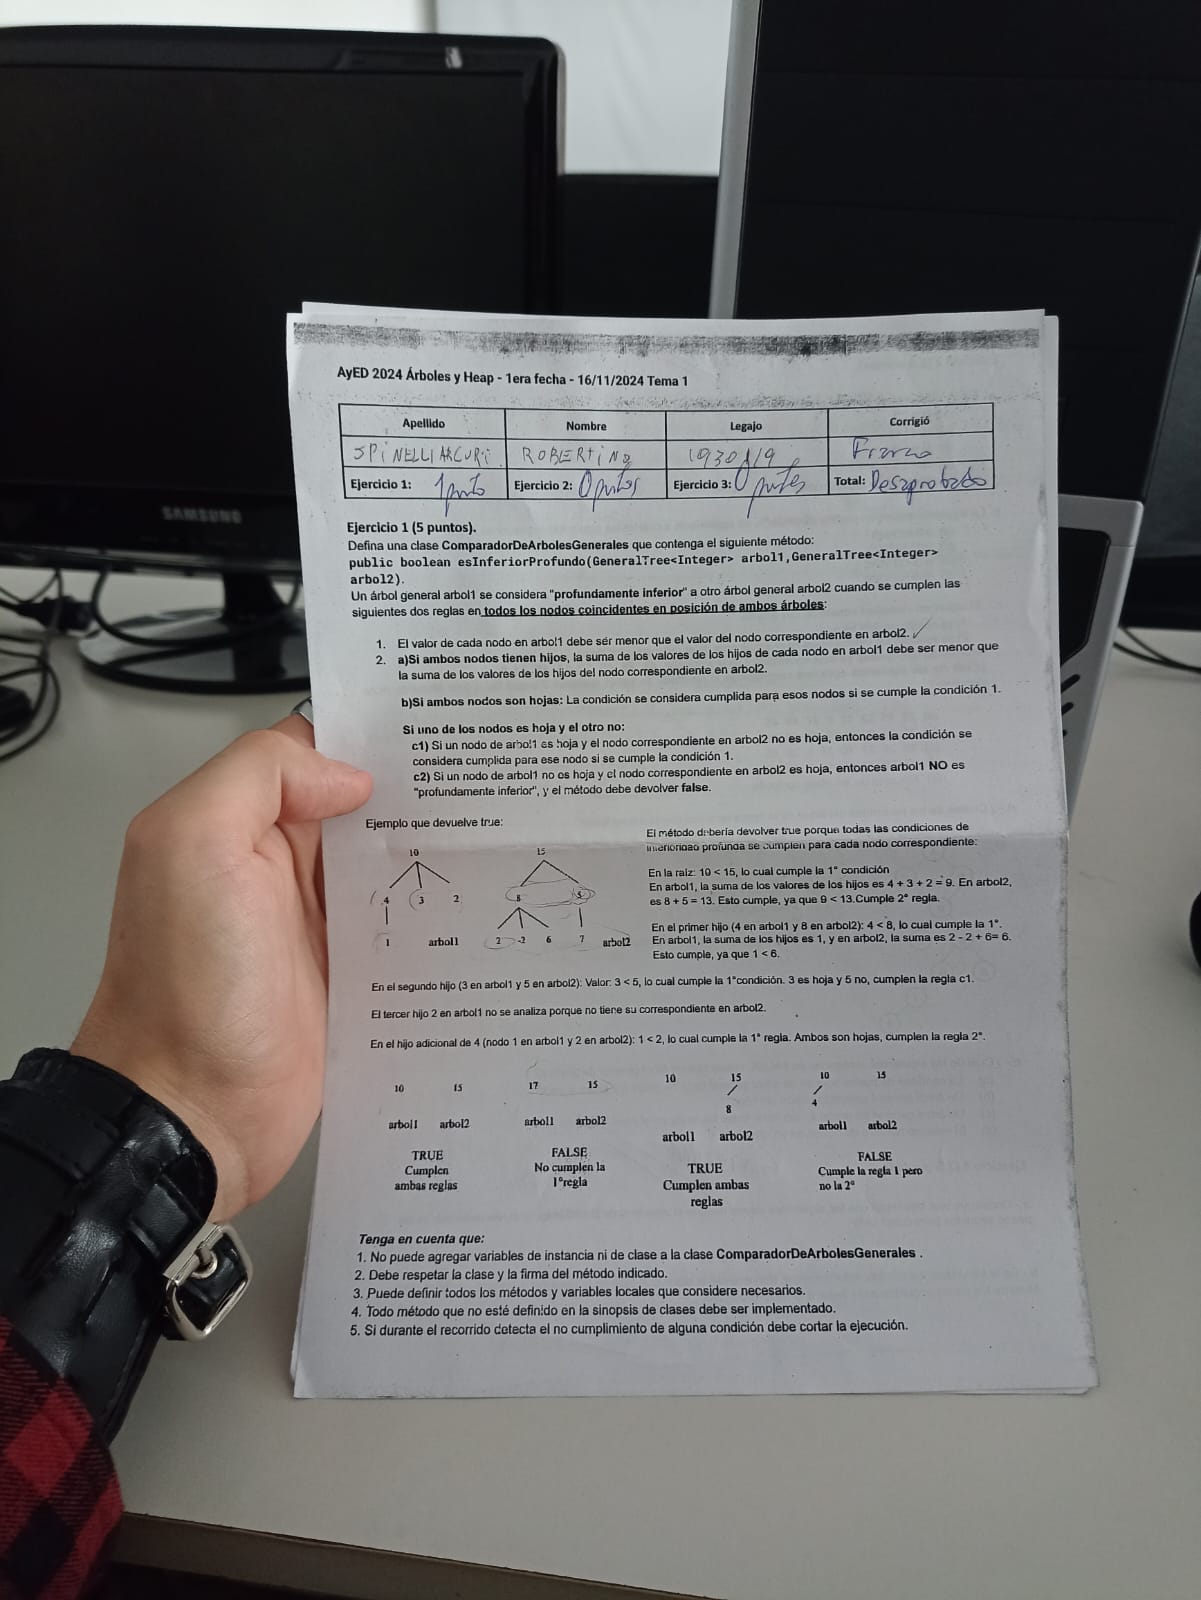 SAMSUNG
AyED 2024 Árboles y Heap - 1era fecha - 16/11/2024 Tema 1
Apellido Nombre Legajo Corrigió
SPINELLI ARCURI ROBERTINO Franco
Ejercicio 1: 1 punto Ejercicio 2: 0 puntos Ejercicio 3: 0 puntos Total: Desaprobado
Ejercicio 1 (5 puntos).
Defina una clase ComparadorDeArbolesGenerales que contenga el siguiente método:
public boolean esInferiorProfundo(GeneralTree<Integer> arbol1,GeneralTree<Integer>
arbol2).
Un árbol general arbol1 se considera "profundamente inferior" a otro árbol general arbol2 cuando se cumplen las
siguientes dos reglas en todos los nodos coincidentes en posición de ambos árboles:
1. El valor de cada nodo en arbol1 debe ser menor que el valor del nodo correspondiente en arbol2.
2. a)Si ambos nodos tienen hijos, la suma de los valores de los hijos de cada nodo en arbol1 debe ser menor que
la suma de los valores de los hijos del nodo correspondiente en arbol2.
b)Si ambos nodos son hojas: La condición se considera cumplida para esos nodos si se cumple la condición 1.
Si uno de los nodos es hoja y el otro no:
c1) Si un nodo de arbol1 es hoja y el nodo correspondiente en arbol2 no es hoja, entonces la condición se
considera cumplida para ese nodo si se cumple la condición 1.
c2) Si un nodo de arbol1 no es hoja y el nodo correspondiente en arbol2 es hoja, entonces arbol1 NO es
"profundamente inferior", y el método debe devolver false.
Ejemplo que devuelve true:
10 15
4 3 2 8 5
1 arbol1 2 -2 6 7 arbol2
El método debería devolver true porque todas las condiciones de
inferioridad profunda se cumplen para cada nodo correspondiente:
En la raíz: 10 < 15, lo cual cumple la 1° condición
En arbol1, la suma de los valores de los hijos es 4 + 3 + 2 = 9. En arbol2,
es 8 + 5 = 13. Esto cumple, ya que 9 < 13.Cumple 2° regla.
En el primer hijo (4 en arbol1 y 8 en arbol2): 4 < 8, lo cual cumple la 1°.
En arbol1, la suma de los hijos es 1, y en arbol2, la suma es 2 - 2 + 6= 6.
Esto cumple, ya que 1 < 6.
En el segundo hijo (3 en arbol1 y 5 en arbol2): Valor: 3 < 5, lo cual cumple la 1°condición. 3 es hoja y 5 no, cumplen la regla c1.
El tercer hijo 2 en arbol1 no se analiza porque no tiene su correspondiente en arbol2.
En el hijo adicional de 4 (nodo 1 en arbol1 y 2 en arbol2): 1 < 2, lo cual cumple la 1° regla. Ambos son hojas, cumplen la regla 2°.
10 15
arbol1 arbol2
TRUE
Cumplen
ambas reglas
17 15
arbol1 arbol2
FALSE
No cumplen la
1°regla
10 15
8
arbol1 arbol2
TRUE
Cumplen ambas
reglas
10 15
4
arbol1 arbol2
FALSE
Cumple la regla 1 pero
no la 2°
Tenga en cuenta que:
1. No puede agregar variables de instancia ni de clase a la clase ComparadorDeArbolesGenerales .
2. Debe respetar la clase y la firma del método indicado.
3. Puede definir todos los métodos y variables locales que considere necesarios.
4. Todo método que no esté definido en la sinopsis de clases debe ser implementado.
5. Si durante el recorrido detecta el no cumplimiento de alguna condición debe cortar la ejecución.